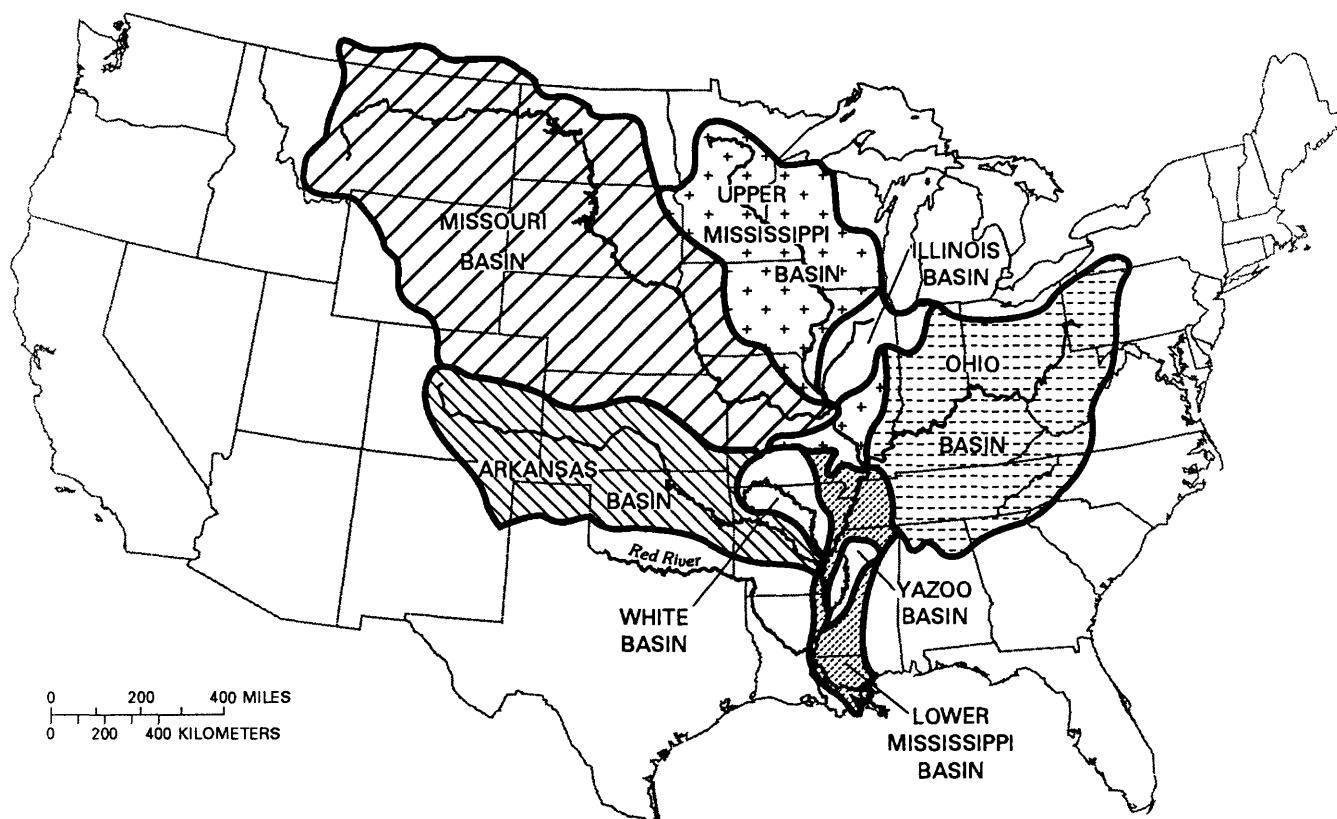 UPPER
MISSISSIPPI
BASIN
MISSOURI
BASIN
ILLINOIS
BASIN
OHIO
BASIN
ARKANSAS
BASIN
Red River
WHITE
BASIN
YAZOO
BASIN
LOWER
MISSISSIPPI
BASIN
0 200 400 MILES
0 200 400 KILOMETERS